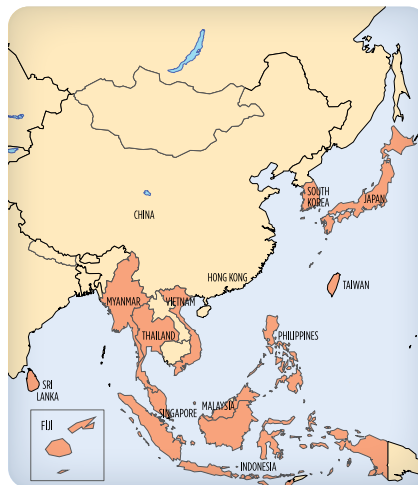 SOUTH
KOREA
JAPAN
CHINA
HONG KONG
TAIWAN
MYANMAR
VIETNAM
THAILAND
PHILIPPINES
SRI
LANKA
SINGAPORE
MALAYSIA
FIJI
INDONESIA